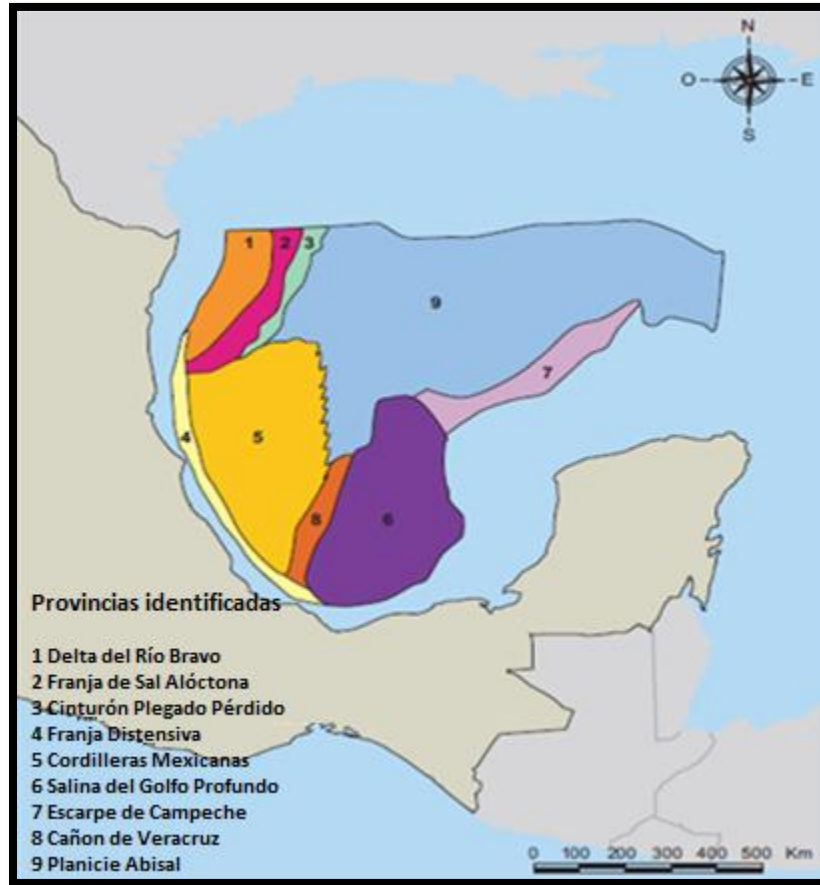 N
O E
S
1 2 3
9
7
4 5
8 6
Provincias identificadas
1 Delta del Río Bravo
2 Franja de Sal Alóctona
3 Cinturón Plegado Pérdido
4 Franja Distensiva
5 Cordilleras Mexicanas
6 Salina del Golfo Profundo
7 Escarpe de Campeche
8 Cañon de Veracruz
9 Planicie Abisal
0 100 200 300 400 500 Km